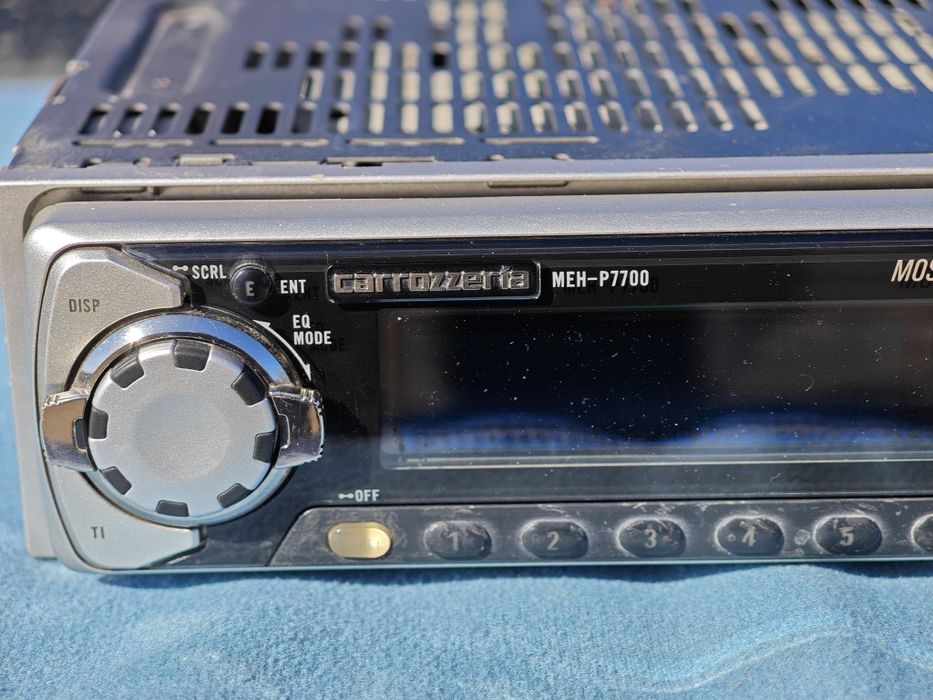 SCRL
E
ENT
carrozzeria
MEH-P7700
MOS
DISP
EQ
MODE
OFF
TI
1
2
3
4
5